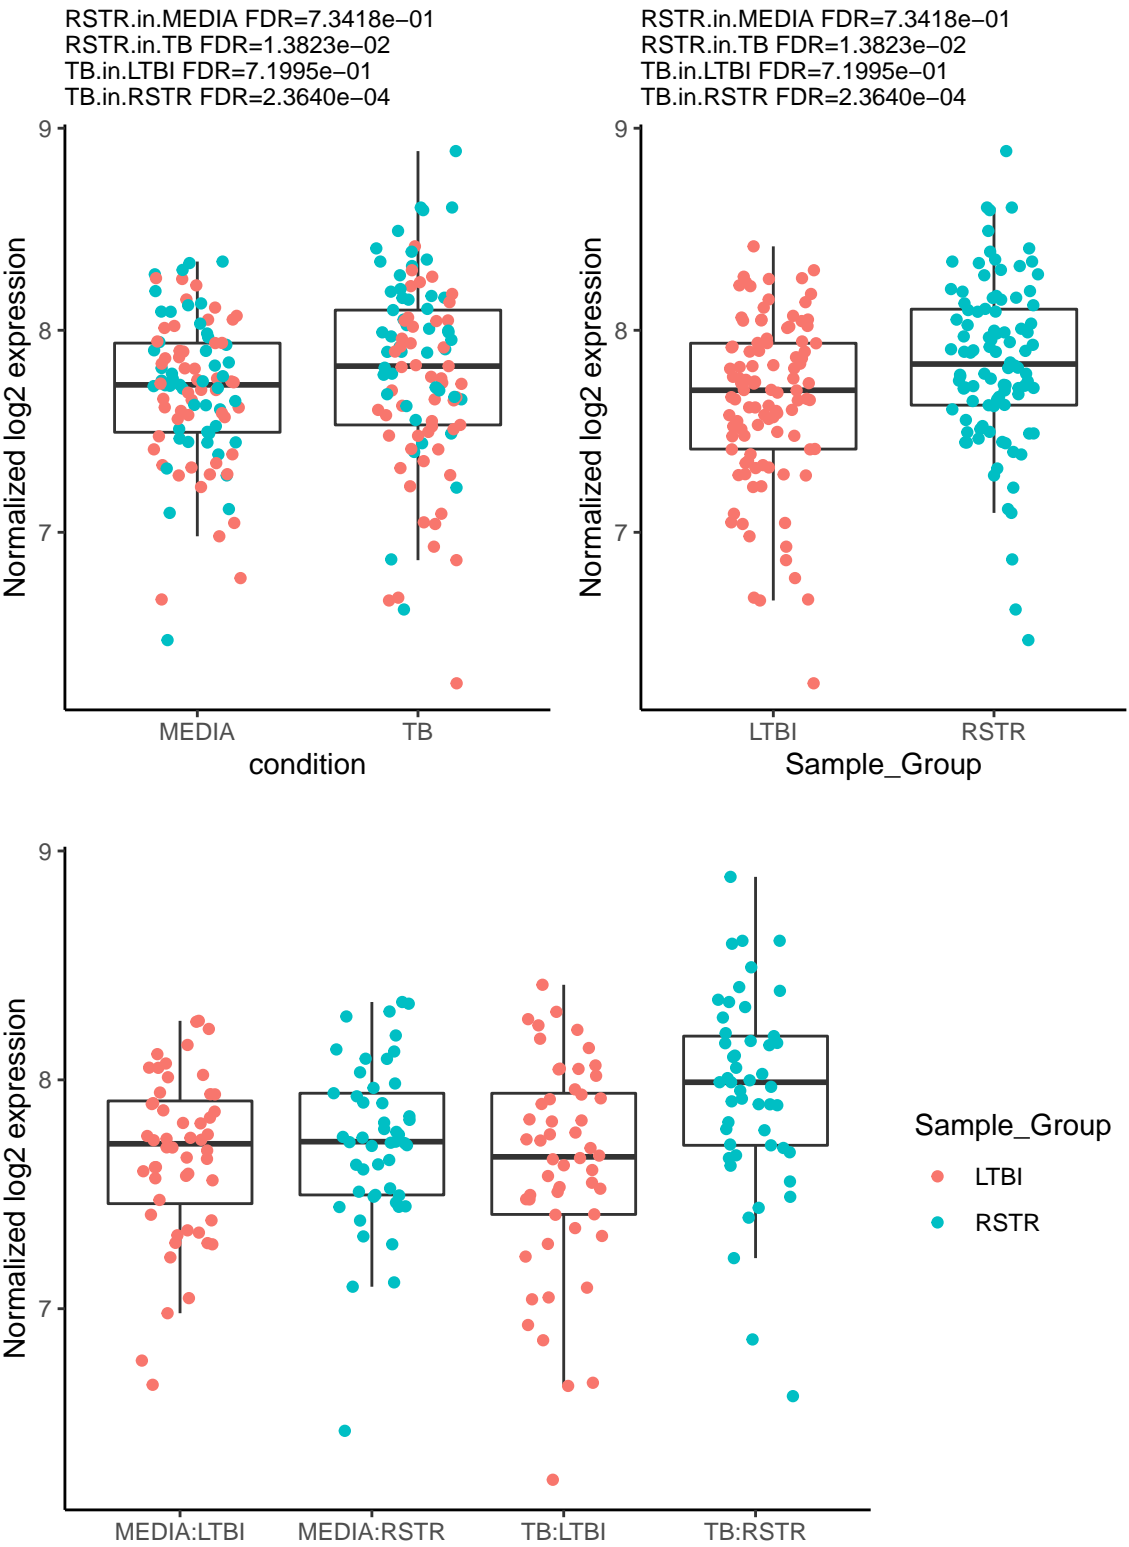 RSTR.in.MEDIA FDR=7.3418e−01
RSTR.in.TB FDR=1.3823e−02
TB.in.LTBI FDR=7.1995e−01
TB.in.RSTR FDR=2.3640e−04
9
8
7
Normalized log2 expression
MEDIA TB
condition
RSTR.in.MEDIA FDR=7.3418e−01
RSTR.in.TB FDR=1.3823e−02
TB.in.LTBI FDR=7.1995e−01
TB.in.RSTR FDR=2.3640e−04
9
8
7
Normalized log2 expression
LTBI RSTR
Sample_Group
9
8
7
Normalized log2 expression
MEDIA:LTBI MEDIA:RSTR TB:LTBI TB:RSTR
Sample_Group
LTBI
RSTR